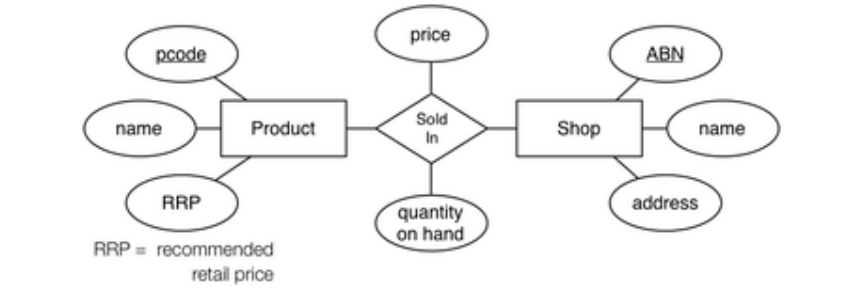 price
pcode
ABN
name
Product
Sold
In
Shop
name
RRP
quantity
on hand
address
RRP = recommended
retail price